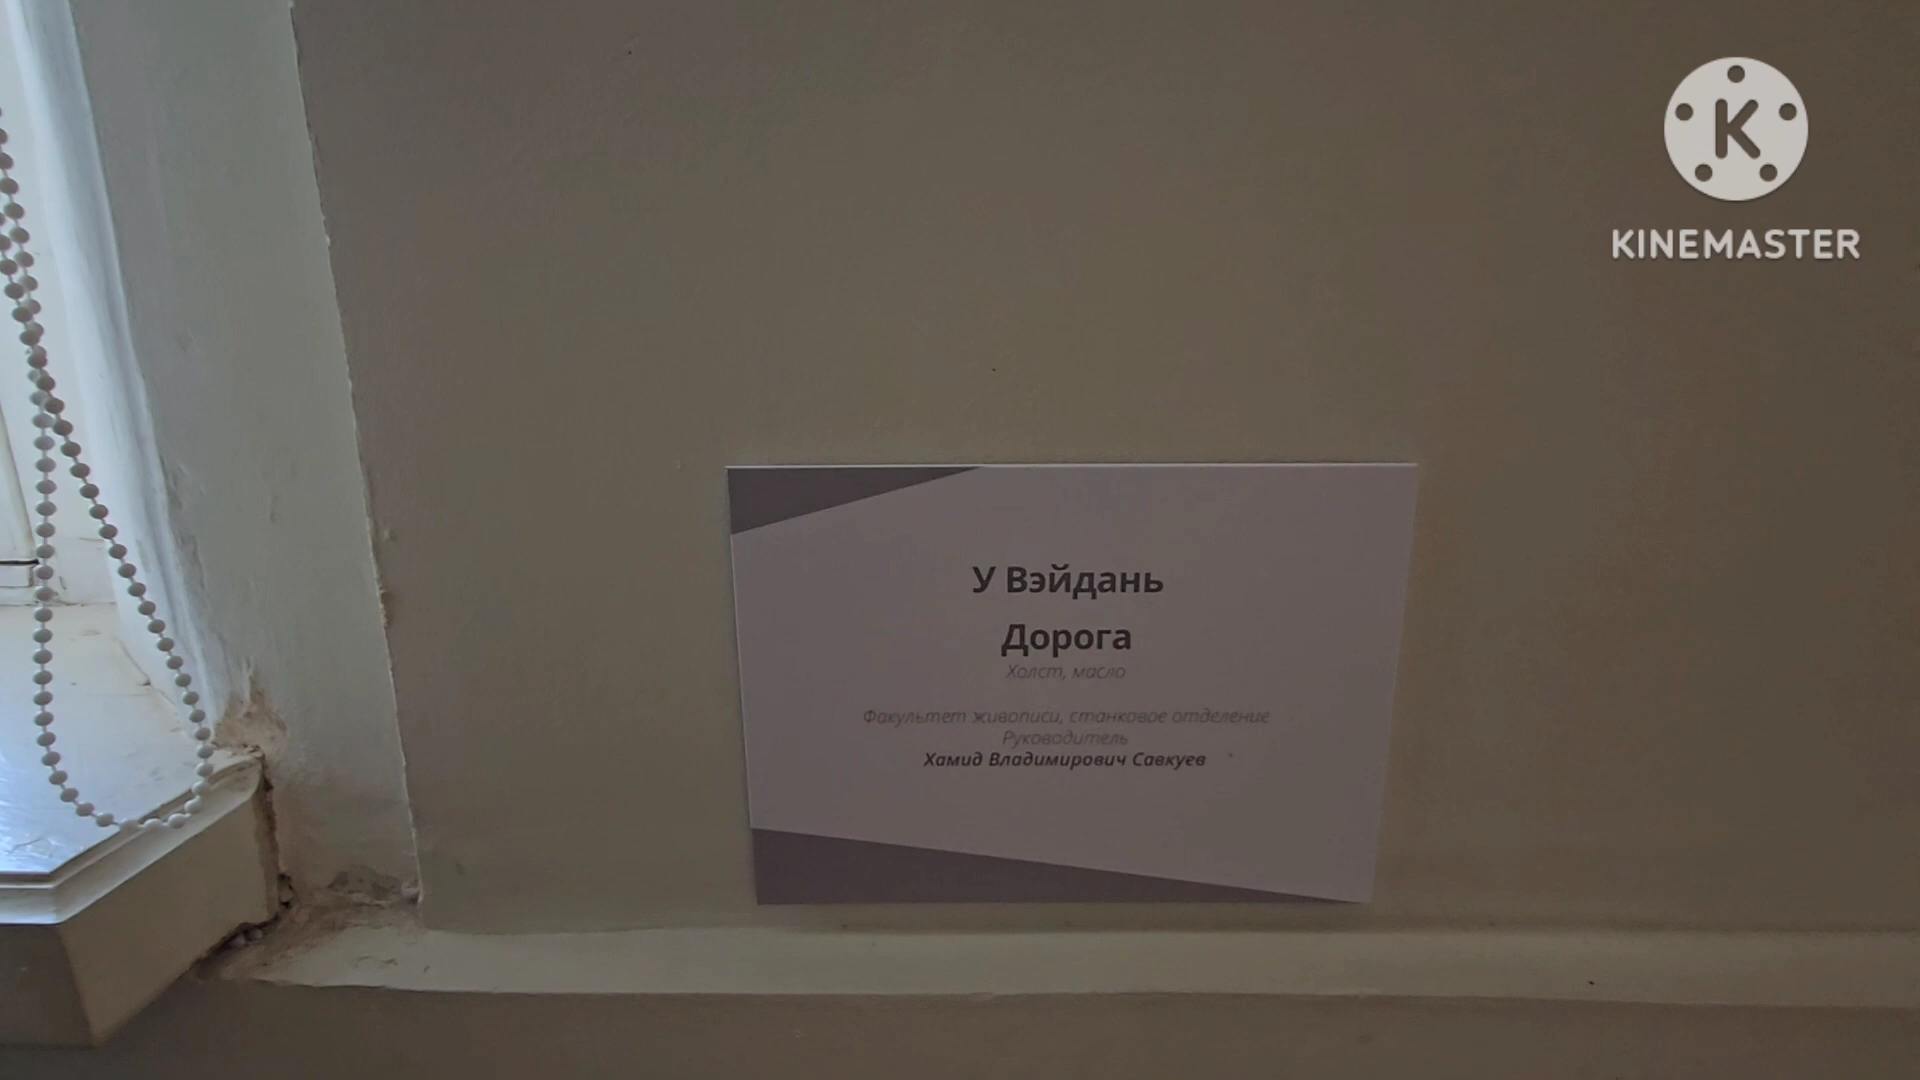 KINEMASTER
У Вэйдань
Дорога
Холст, масло
Факультет живописи, станковое отделение
Руководитель
Хамид Владимирович Савкуев